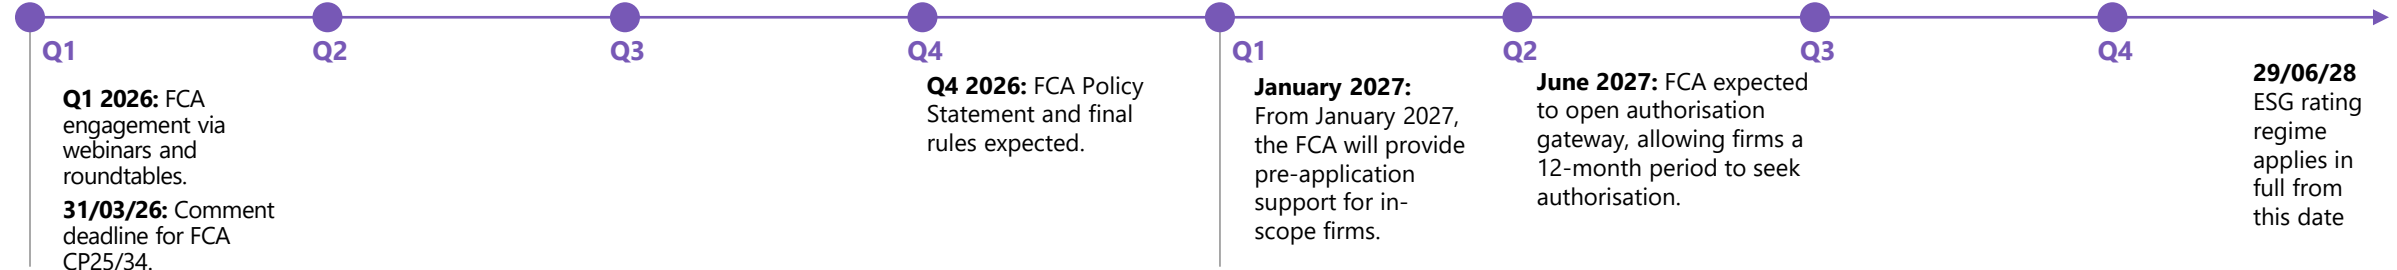 Q1
Q2
Q3
Q4
Q1
Q2
Q3
Q4
Q1 2026: FCA
engagement via
webinars and
roundtables.
31/03/26: Comment
deadline for FCA
CP25/34.
Q4 2026: FCA Policy
Statement and final
rules expected.
January 2027:
From January 2027,
the FCA will provide
pre-application
support for in-
scope firms.
June 2027: FCA expected
to open authorisation
gateway, allowing firms a
12-month period to seek
authorisation.
29/06/28
ESG rating
regime
applies in
full from
this date